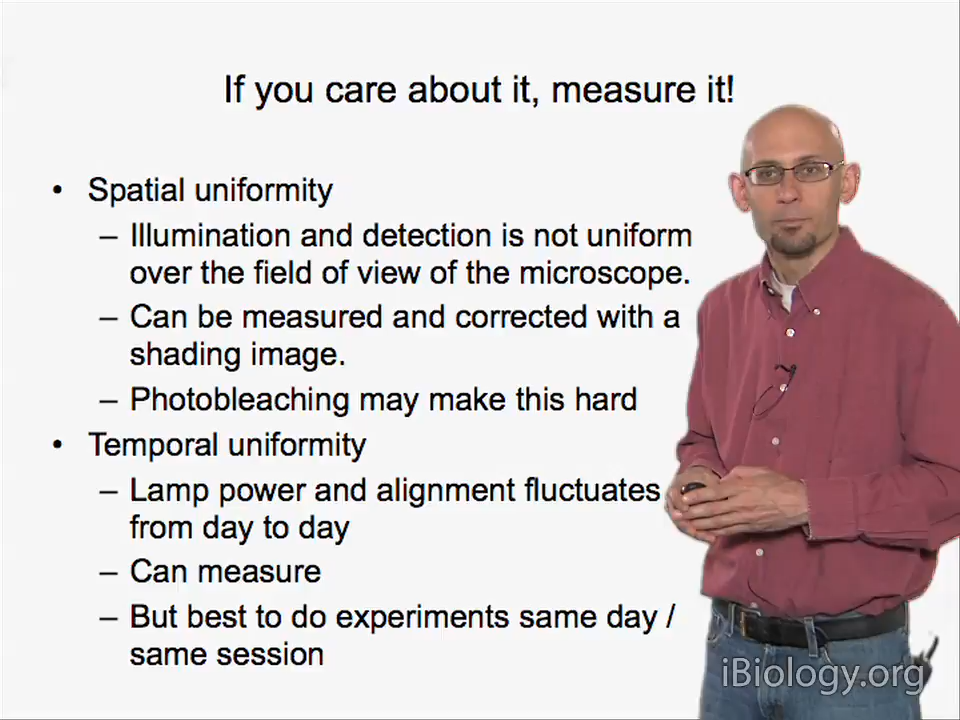 If you care about it, measure it!
• Spatial uniformity
– Illumination and detection is not uniform
over the field of view of the microscope.
– Can be measured and corrected with a
shading image.
– Photobleaching may make this hard
• Temporal uniformity
– Lamp power and alignment fluctuates
from day to day
– Can measure
– But best to do experiments same day /
same session
iBiology.org